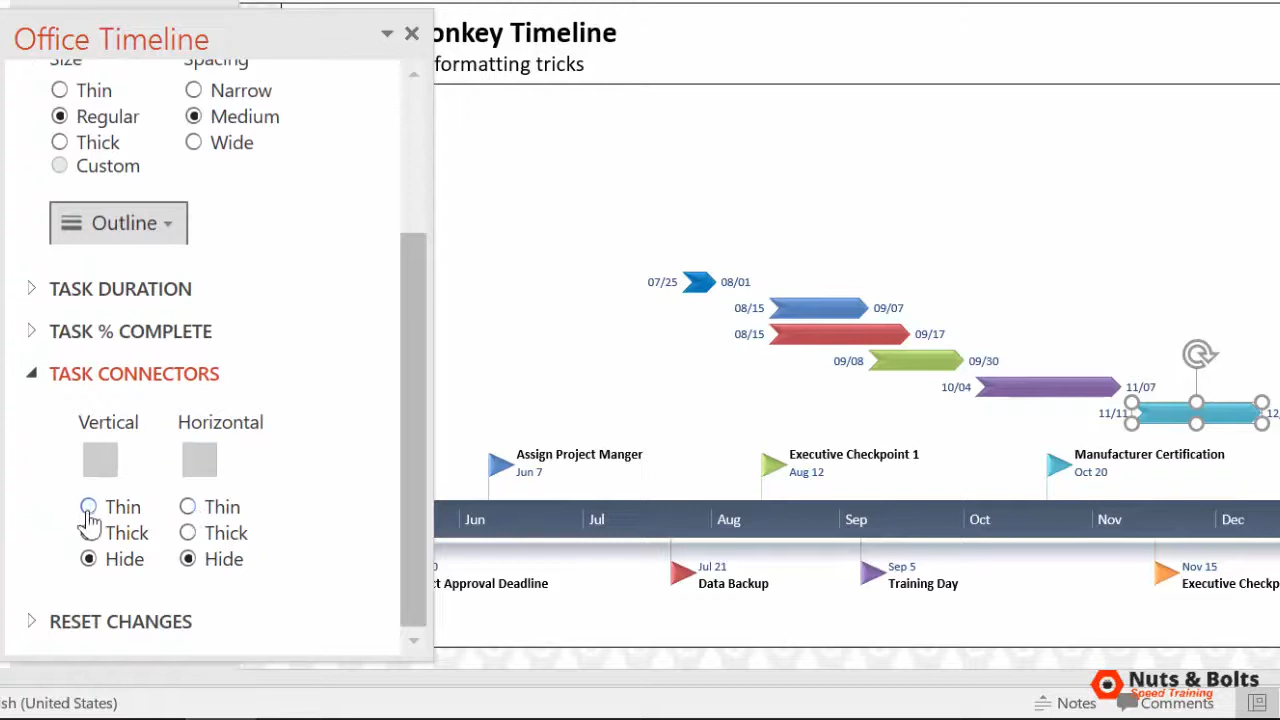 Office Timeline
onkey Timeline
formatting tricks
Size Spacing
Thin Narrow
Regular Medium
Thick Wide
Custom
Outline
TASK DURATION
TASK % COMPLETE
TASK CONNECTORS
Vertical Horizontal
Thin Thin
Thick Thick
Hide Hide
RESET CHANGES
07/25 08/01
08/15 09/07
08/15 09/17
09/08 09/30
10/04 11/07
11/11 12
Assign Project Manger
Jun 7
Executive Checkpoint 1
Aug 12
Manufacturer Certification
Oct 20
Jun Jul Aug Sep Oct Nov Dec
0
ct Approval Deadline
Jul 21
Data Backup
Sep 5
Training Day
Nov 15
Executive Checkp
Nuts & Bolts
Speed Training
sh (United States)
Notes Comments